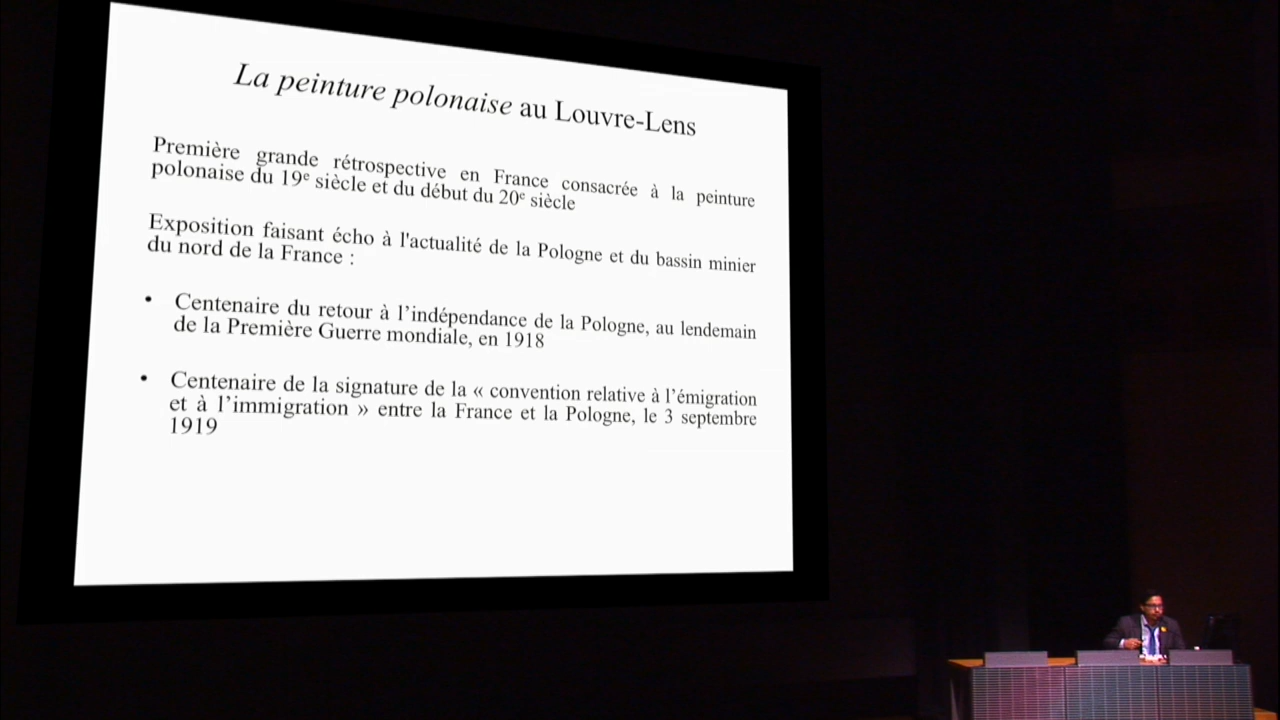 La peinture polonaise au Louvre-Lens
Première grande rétrospective en France consacrée à la peinture
polonaise du 19e siècle et du début du 20e siècle
Exposition faisant écho à l'actualité de la Pologne et du bassin minier
du nord de la France :
• Centenaire du retour à l’indépendance de la Pologne, au lendemain
de la Première Guerre mondiale, en 1918
• Centenaire de la signature de la « convention relative à l’émigration
et à l’immigration » entre la France et la Pologne, le 3 septembre
1919